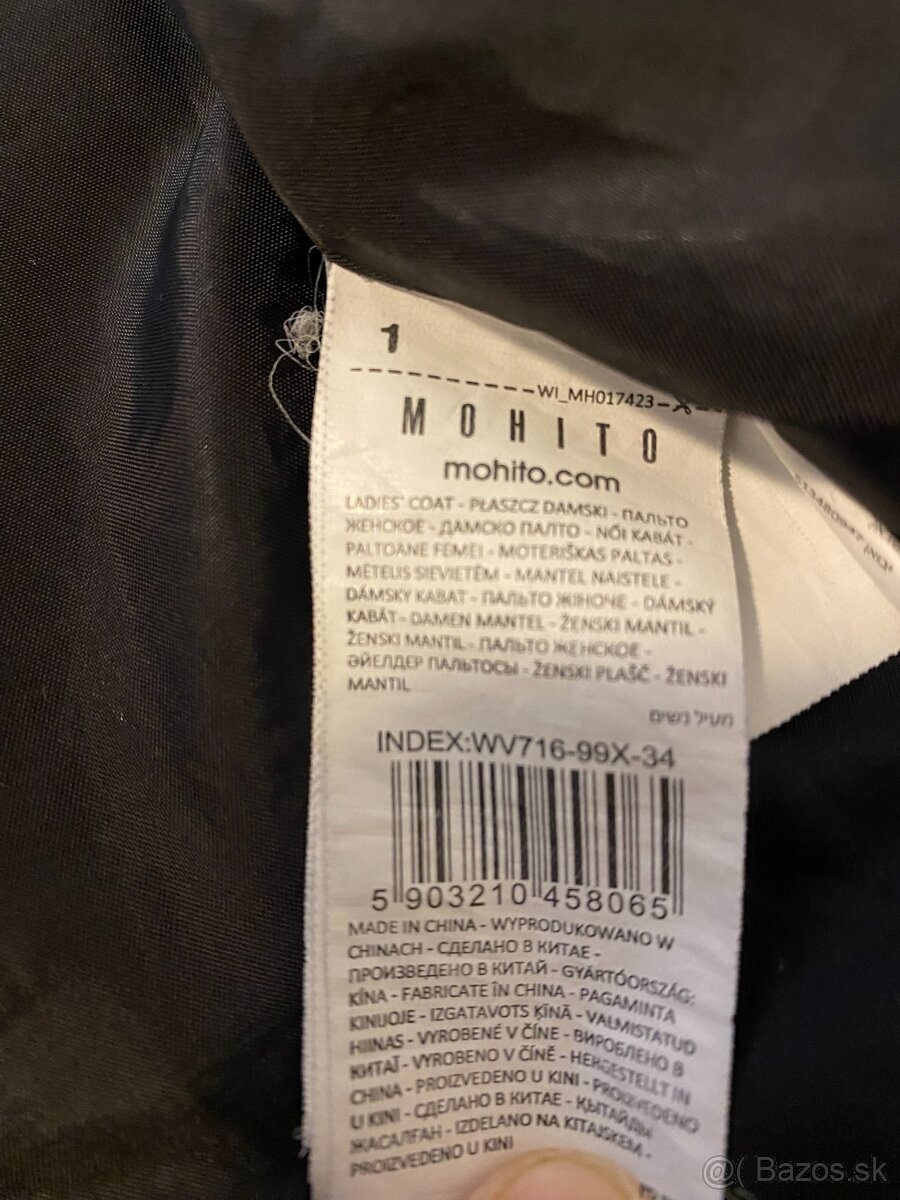 1
WI_MH017423
MOHITO
mohito.com
LADIES' COAT - PŁASZCZ DAMSKI - ПАЛЬТО
ЖЕНСКОЕ - ДАМСКО ПАЛТО - NŐI KABÁT -
PALTOANE FEMEI - MOTERIŠKAS PALTAS -
MĒTELIS SIEVIETĒM - MANTEL NAISTELE -
DÁMSKY KABAT - ПАЛЬТО ЖІНОЧЕ - DÁMSKÝ
KABÁT - DAMEN MANTEL - ŽENSKI MANTIL -
ŽENSKI MANTIL - ПАЛЬТО ЖЕНСКОЕ -
ӘЙЕЛДЕР ПАЛЬТОСЫ - ŽENSKI PLAŠČ - ŽENSKI
MANTIL
מעיל נשים
INDEX:WV716-99X-34
5 903210 458065
MADE IN CHINA - WYPRODUKOWANO W
CHINACH - СДЕЛАНО В КИТАЕ -
ПРОИЗВЕДЕНО В КИТАЙ - GYÁRTÓORSZÁG:
KÍNA - FABRICATE ÎN CHINA - PAGAMINTA
KINIJOJE - IZGATAVOTS ĶĪNĀ - VALMISTATUD
HIINAS - VYROBENÉ V ČÍNE - ВИРОБЛЕНО В
КИТАЇ - VYROBENO V ČÍNĚ - HERGESTELLT IN
CHINA - PROIZVEDENO U KINI - PROIZVEDENO
U KINI - СДЕЛАНО В КИТАЕ - ҚЫТАЙДЫ
ЖАСАЛҒАН - IZDELANO NA KITAJSKEM -
PROIZVEDENO U KINI
@( Bazos.sk